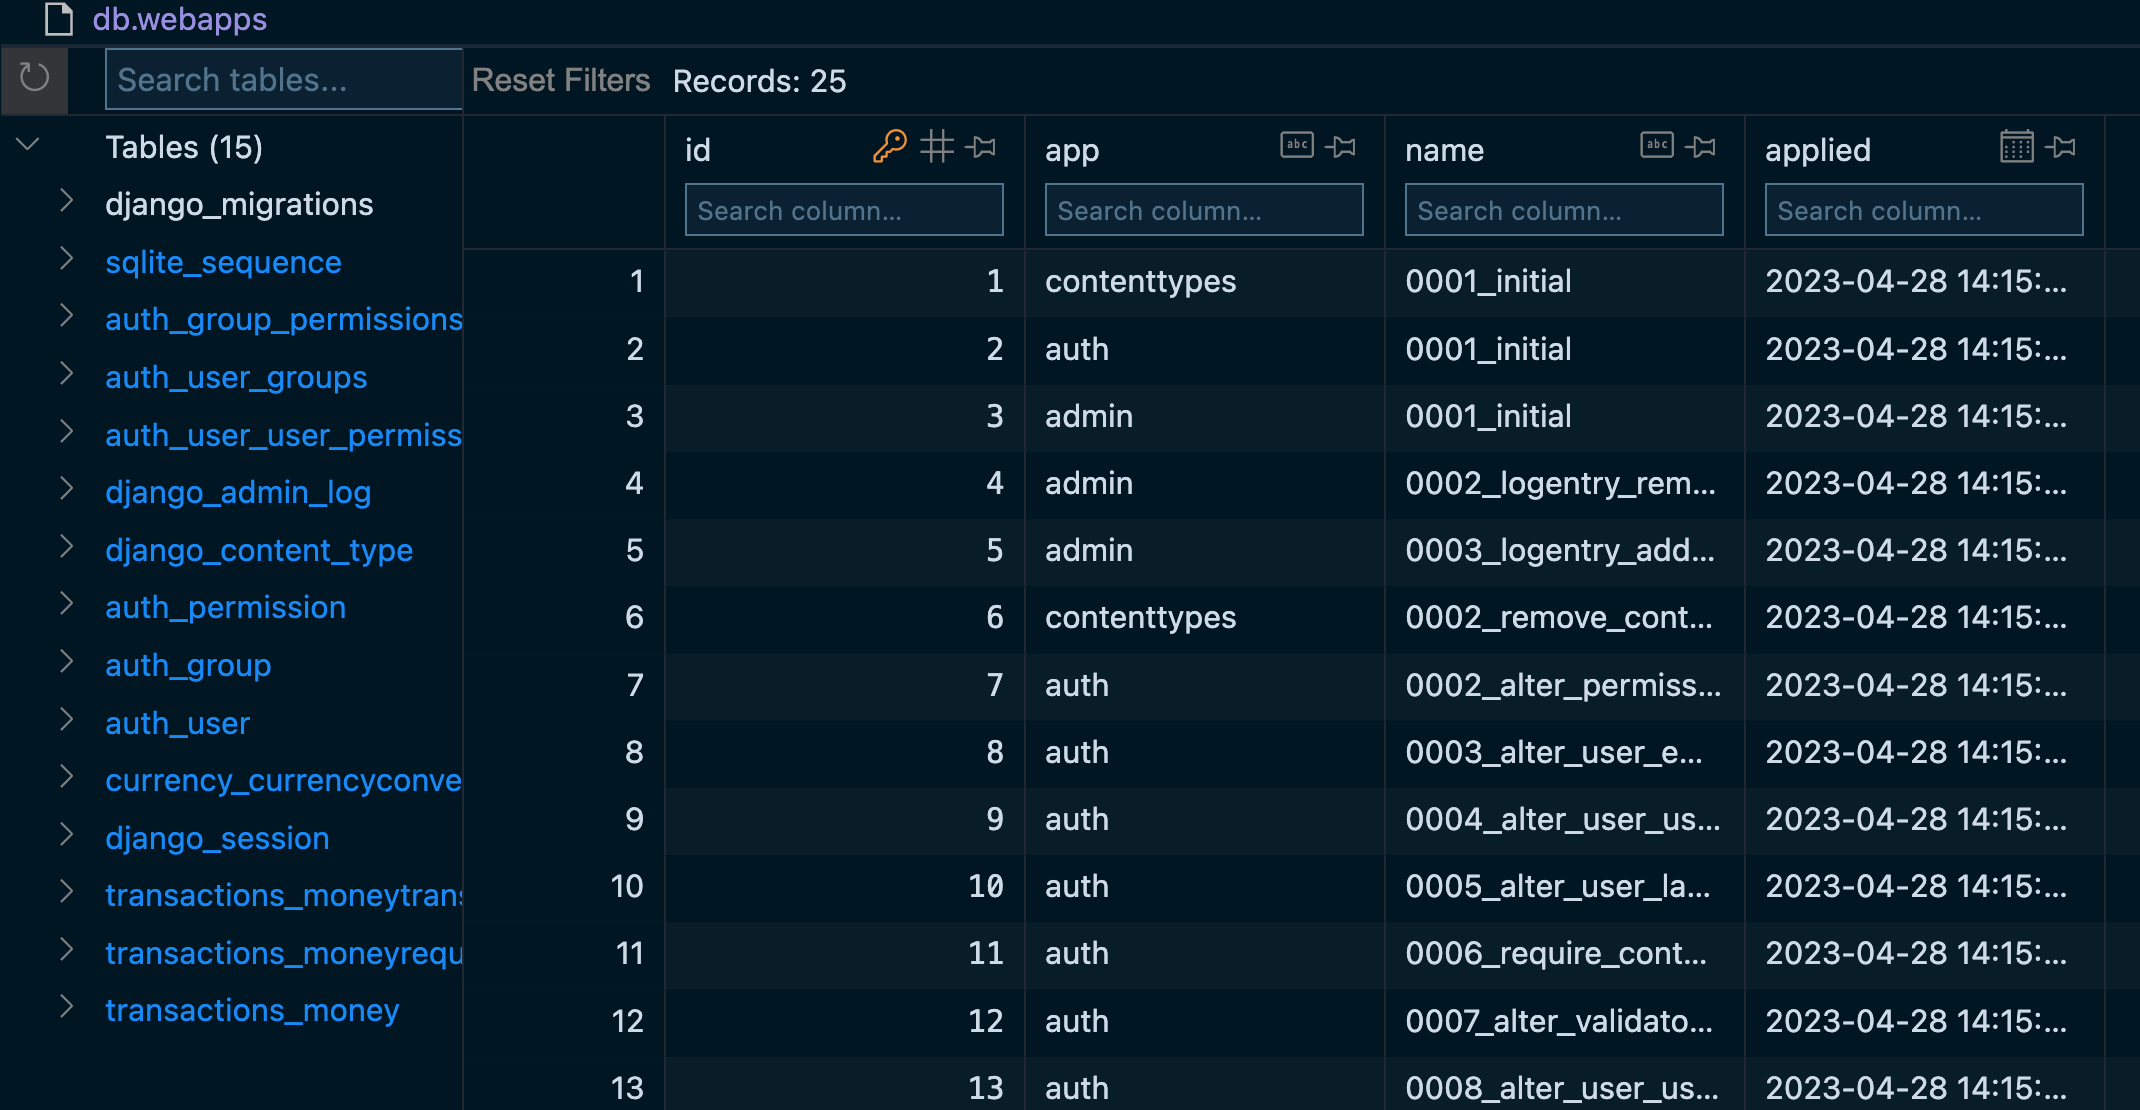 db.webapps
Search tables... Reset Filters Records: 25
Tables (15)
django_migrations
sqlite_sequence
auth_group_permissions
auth_user_groups
auth_user_user_permiss
django_admin_log
django_content_type
auth_permission
auth_group
auth_user
currency_currencyconve
django_session
transactions_moneytrans
transactions_moneyrequ
transactions_money
id app abc name abc applied
Search column... Search column... Search column... Search column...
1 1 contenttypes 0001_initial 2023-04-28 14:15:...
2 2 auth 0001_initial 2023-04-28 14:15:...
3 3 admin 0001_initial 2023-04-28 14:15:...
4 4 admin 0002_logentry_rem... 2023-04-28 14:15:...
5 5 admin 0003_logentry_add... 2023-04-28 14:15:...
6 6 contenttypes 0002_remove_cont... 2023-04-28 14:15:...
7 7 auth 0002_alter_permiss... 2023-04-28 14:15:...
8 8 auth 0003_alter_user_e... 2023-04-28 14:15:...
9 9 auth 0004_alter_user_us... 2023-04-28 14:15:...
10 10 auth 0005_alter_user_la... 2023-04-28 14:15:...
11 11 auth 0006_require_cont... 2023-04-28 14:15:...
12 12 auth 0007_alter_validato... 2023-04-28 14:15:...
13 13 auth 0008_alter_user_us... 2023-04-28 14:15:...